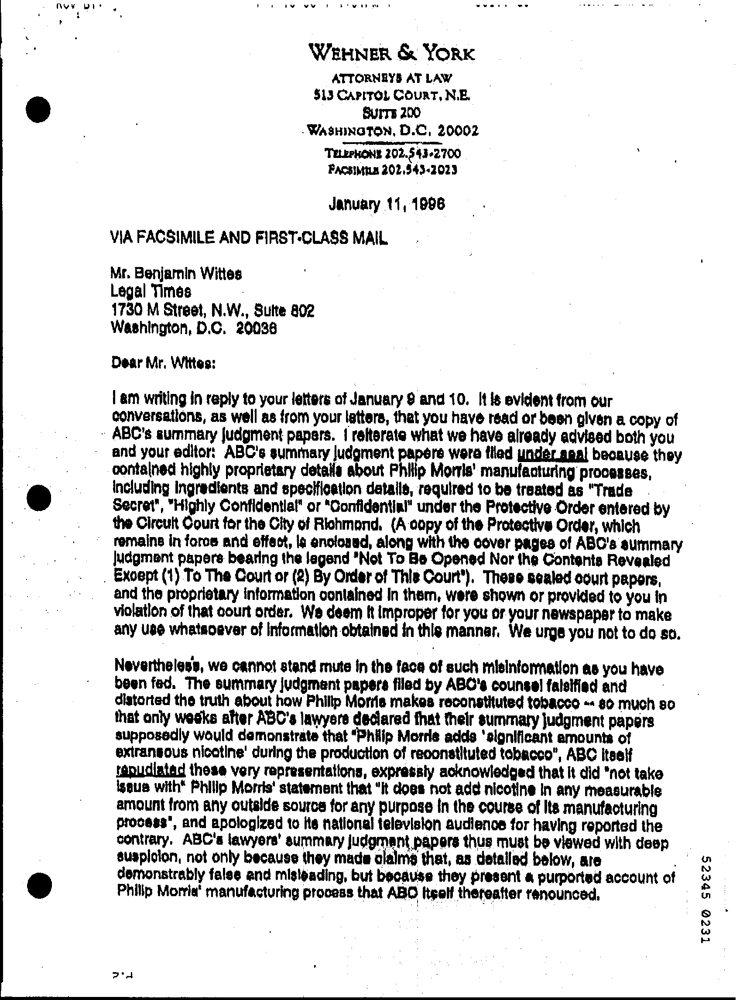 WEHNER & YORK
ATTORNEYS AT LAW
513 CAPITOL COURT, N.E.
SUITE 200
WASHINGTON, D.C. 20002
TELEPHONE 202.543-2700
FACSIMILE 202.543-2023
January 11, 1996
VIA FACSIMILE AND FIRST-CLASS MAIL
Mr. Benjamin Wittes
Legal Times
1730 M Street, N.W., Suite 802
Washington, D.C. 20036
Dear Mr. Wittes:
I am writing in reply to your letters of January 9 and 10. It is evident from our
conversations, as well as from your letters, that you have read or been given a copy of
ABC's summary judgment papers. I reiterate what we have already advised both you
and your editor: ABC's summary judgment papers were filed under seal because they
contained highly proprietary details about Philip Morris' manufacturing processes,
including ingredients and specification details, required to be treated as "Trade
Secret", "Highly Confidential" or "Confidential" under the Protective Order entered by
the Circuit Court for the City of Richmond. (A copy of the Protective Order, which
remains in force and effect, is enclosed, along with the cover pages of ABC's summary
judgment papers bearing the legend "Not To Be Opened Nor the Contents Revealed
Except (1) To The Court or (2) By Order of This Court"). These sealed court papers,
and the proprietary information contained in them, were shown or provided to you in
violation of that court order. We deem it improper for you or your newspaper to make
any use whatsoever of information obtained in this manner. We urge you not to do so.
Nevertheless, we cannot stand mute in the face of such misinformation as you have
been fed. The summary judgment papers filed by ABC's counsel falsified and
distorted the truth about how Philip Morris makes reconstituted tobacco -- so much so
that only weeks after ABC's lawyers declared that their summary judgment papers
supposedly would demonstrate that "Philip Morris adds 'significant amounts of
extraneous nicotine' during the production of reconstituted tobacco", ABC itself
repudiated these very representations, expressly acknowledged that it did "not take
issue with" Philip Morris' statement that "it does not add nicotine in any measurable
amount from any outside source for any purpose in the course of its manufacturing
process", and apologized to its national television audience for having reported the
contrary. ABC's lawyers' summary judgment papers thus must be viewed with deep
suspicion, not only because they made claims that, as detailed below, are
demonstrably false and misleading, but because they present a purported account of
Philip Morris' manufacturing process that ABC itself thereafter renounced.
52345 0231